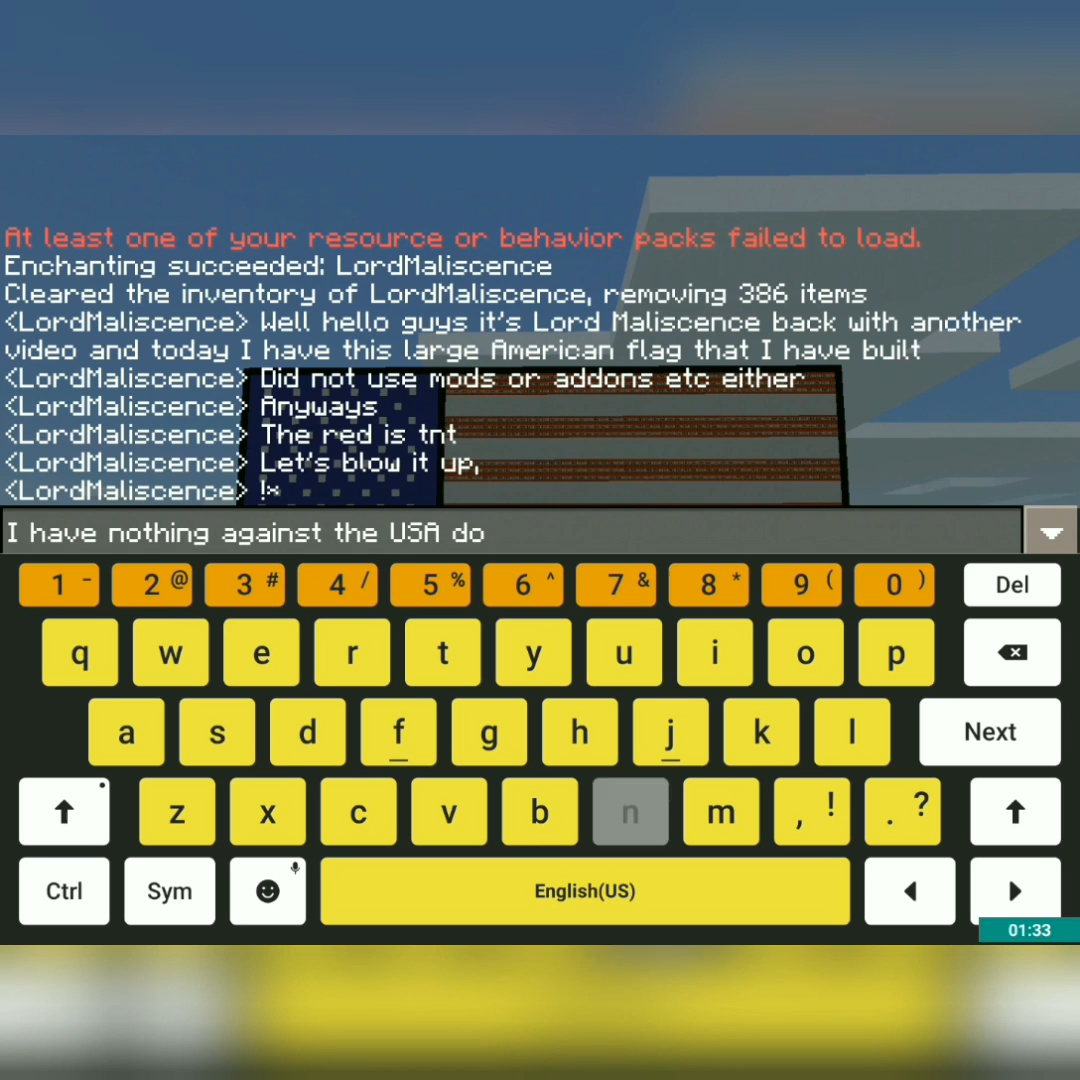 At least one of your resource or behavior packs failed to load.
Enchanting succeeded: LordMaliscence
Cleared the inventory of LordMaliscence, removing 386 items
<LordMaliscence> Well hello guys it's Lord Maliscence back with another
video and today I have this large American flag that I have built
<LordMaliscence> Did not use mods or addons etc either
<LordMaliscence> Anyways
<LordMaliscence> The red is tnt
<LordMaliscence> Let's blow it up,
<LordMaliscence> !*
I have nothing against the USA do
1 - 2 @ 3 # 4 / 5 % 6 ^ 7 & 8 * 9 ( 0 ) Del
q w e r t y u i o p
a s d f g h j k l Next
z x c v b n m , ! . ?
Ctrl Sym English(US)
01:33